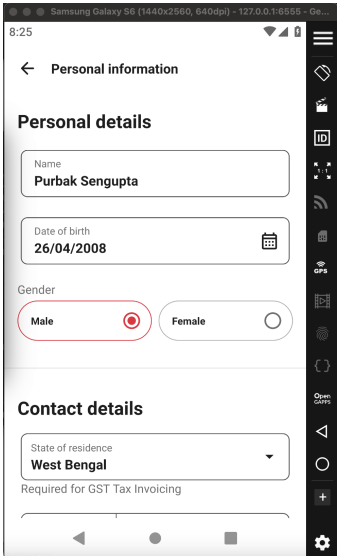 Samsung Galaxy S6 (1440x2560, 640dpi) - 127.0.0.1:6555 - Ge...
8:25
Personal information
Personal details
Name
Purbak Sengupta
Date of birth
26/04/2008
Gender
Male
Female
Contact details
State of residence
West Bengal
Required for GST Tax Invoicing
ID
1:1
GPS
Open
GAPPS